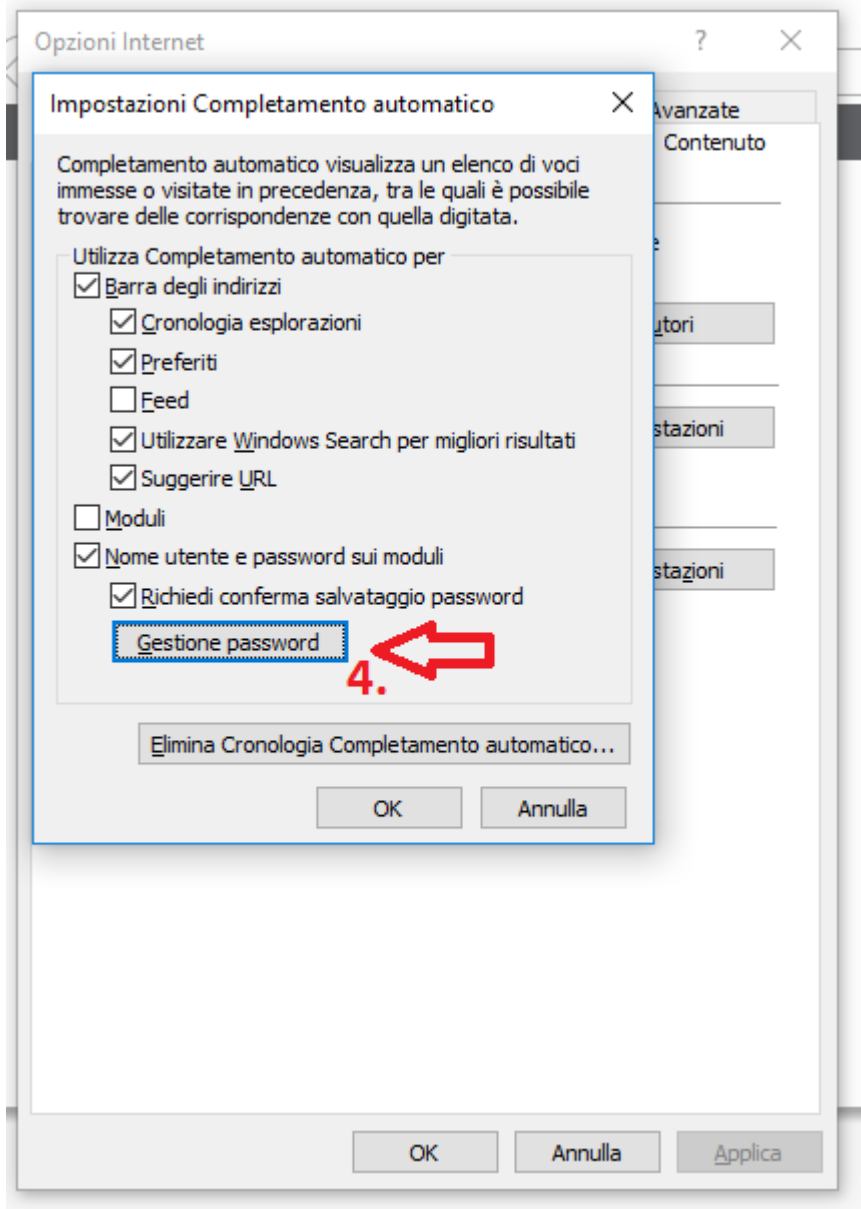 Opzioni Internet
Impostazioni Completamento automatico
Avanzate
Contenuto
Completamento automatico visualizza un elenco di voci
immesse o visitate in precedenza, tra le quali è possibile
trovare delle corrispondenze con quella digitata.
Utilizza Completamento automatico per
Barra degli indirizzi
Cronologia esplorazioni
Preferiti
Feed
Utilizzare Windows Search per migliori risultati
Suggerire URL
Moduli
Nome utente e password sui moduli
Richiedi conferma salvataggio password
Gestione password
4.
Elimina Cronologia Completamento automatico...
OK Annulla
utori
stazioni
stazioni
OK Annulla Applica